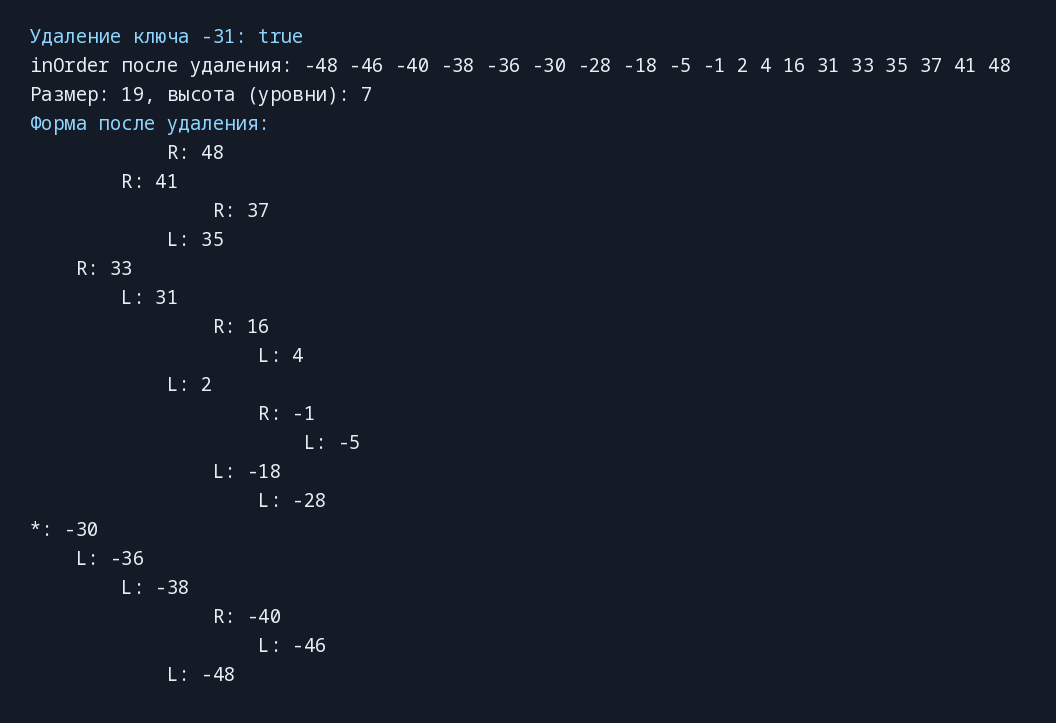 Удаление ключа -31: true
inOrder после удаления: -48 -46 -40 -38 -36 -30 -28 -18 -5 -1 2 4 16 31 33 35 37 41 48
Размер: 19, высота (уровни): 7
Форма после удаления:
            R: 48
        R: 41
                R: 37
            L: 35
    R: 33
        L: 31
                R: 16
                    L: 4
            L: 2
                    R: -1
                        L: -5
                L: -18
                    L: -28
*: -30
    L: -36
        L: -38
                R: -40
                    L: -46
            L: -48